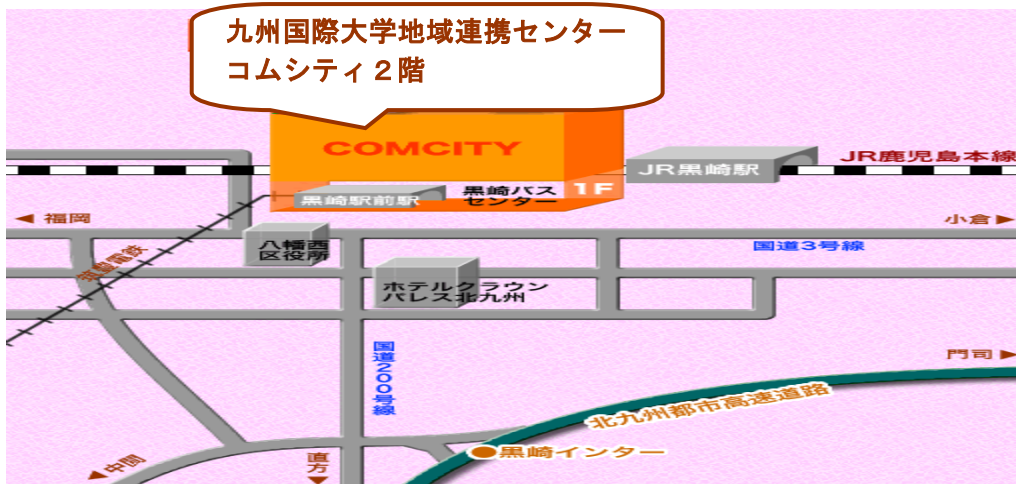 九州国際大学地域連携センター
コムシティ２階
COMCITY
JR鹿児島本線
JR黒崎駅
1F
黒崎バス
センター
黒崎駅前駅
◀ 福岡
小倉 ▶
八幡西
区役所
国道3号線
筑豊電鉄
ホテルクラウン
パレス北九州
国道200号線
門司 ▶
北九州都市高速道路
黒崎インター
◀ 中間
直方
▼